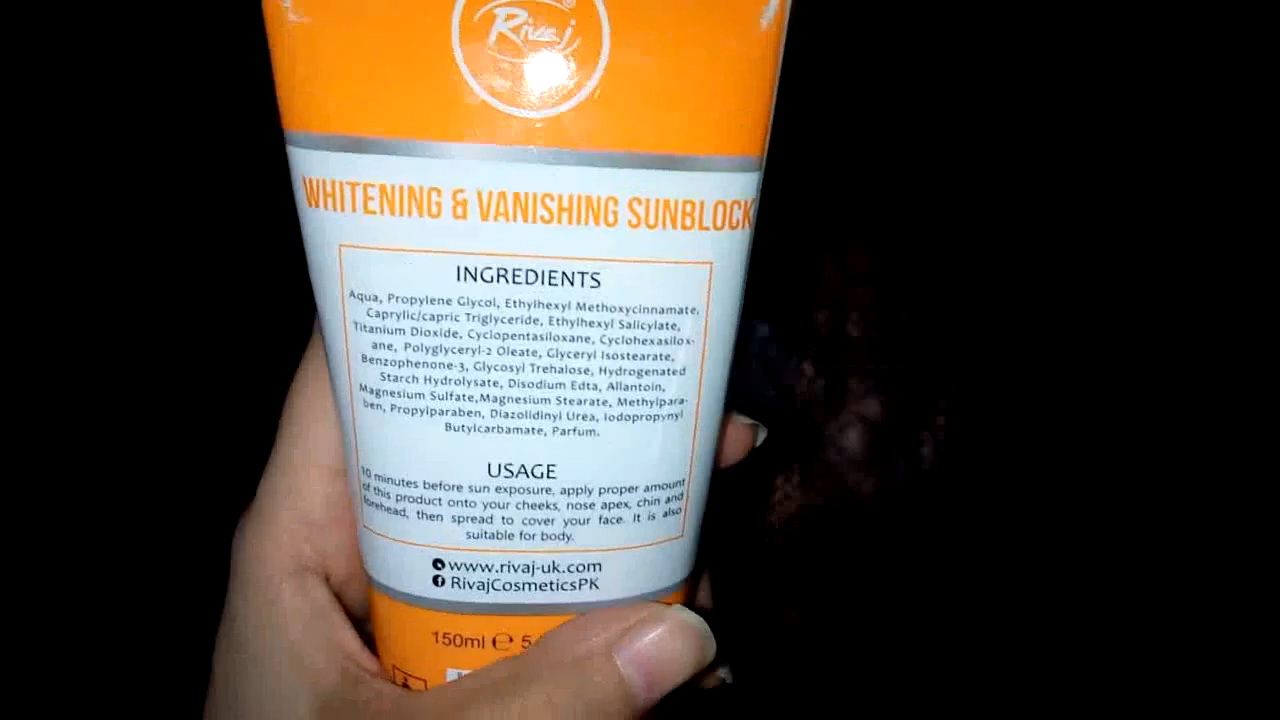 Rivaj
WHITENING & VANISHING SUNBLOCK
INGREDIENTS
Aqua, Propylene Glycol, Ethylhexyl Methoxycinnamate,
Caprylic/capric Triglyceride, Ethylhexyl Salicylate,
Titanium Dioxide, Cyclopentasiloxane, Cyclohexasilox-
ane, Polyglyceryl-2 Oleate, Glyceryl Isostearate,
Benzophenone-3, Glycosyl Trehalose, Hydrogenated
Starch Hydrolysate, Disodium Edta, Allantoin,
Magnesium Sulfate,Magnesium Stearate, Methylpara-
ben, Propylparaben, Diazolidinyl Urea, Iodopropynyl
Butylcarbamate, Parfum.
USAGE
10 minutes before sun exposure, apply proper amount
of this product onto your cheeks, nose apex, chin and
forehead, then spread to cover your face. It is also
suitable for body.
www.rivaj-uk.com
RivajCosmeticsPK
150ml ℮ 5